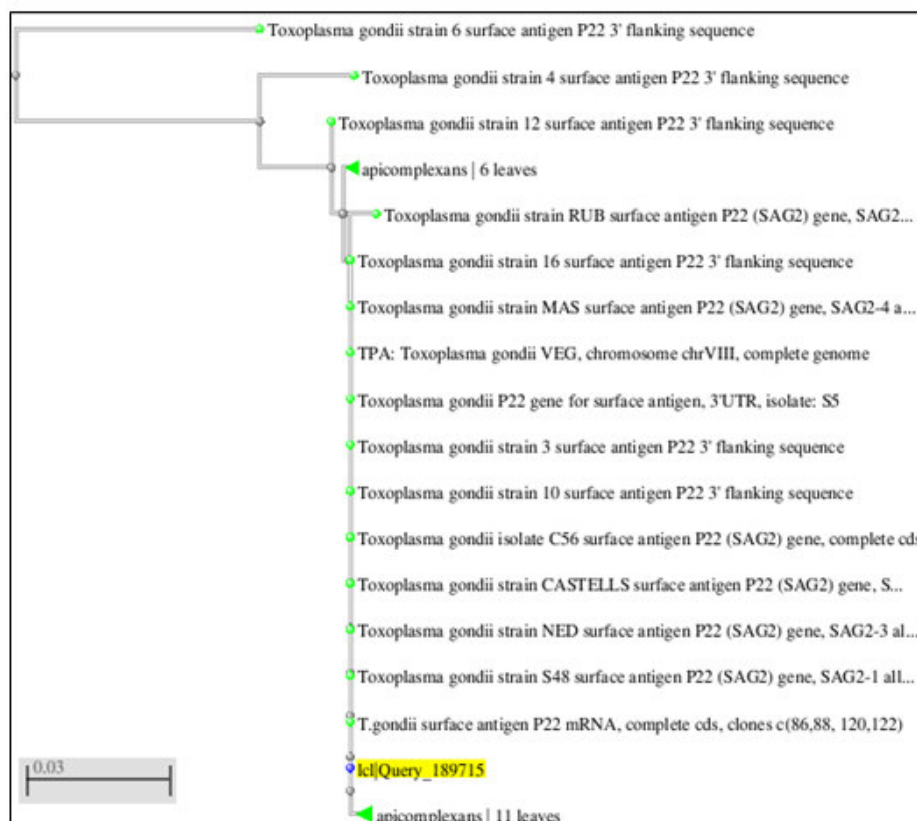 Toxoplasma gondii strain 6 surface antigen P22 3' flanking sequence
Toxoplasma gondii strain 4 surface antigen P22 3' flanking sequence
Toxoplasma gondii strain 12 surface antigen P22 3' flanking sequence
apicomplexans | 6 leaves
Toxoplasma gondii strain RUB surface antigen P22 (SAG2) gene, SAG2...
Toxoplasma gondii strain 16 surface antigen P22 3' flanking sequence
Toxoplasma gondii strain MAS surface antigen P22 (SAG2) gene, SAG2-4 a...
TPA: Toxoplasma gondii VEG, chromosome chrVIII, complete genome
Toxoplasma gondii P22 gene for surface antigen, 3'UTR, isolate: S5
Toxoplasma gondii strain 3 surface antigen P22 3' flanking sequence
Toxoplasma gondii strain 10 surface antigen P22 3' flanking sequence
Toxoplasma gondii isolate C56 surface antigen P22 (SAG2) gene, complete cds
Toxoplasma gondii strain CASTELLS surface antigen P22 (SAG2) gene, S...
Toxoplasma gondii strain NED surface antigen P22 (SAG2) gene, SAG2-3 al...
Toxoplasma gondii strain S48 surface antigen P22 (SAG2) gene, SAG2-1 all...
T.gondii surface antigen P22 mRNA, complete cds, clones c(86,88, 120,122)
lcl|Query_189715
0.03
apicomplexans | 11 leaves